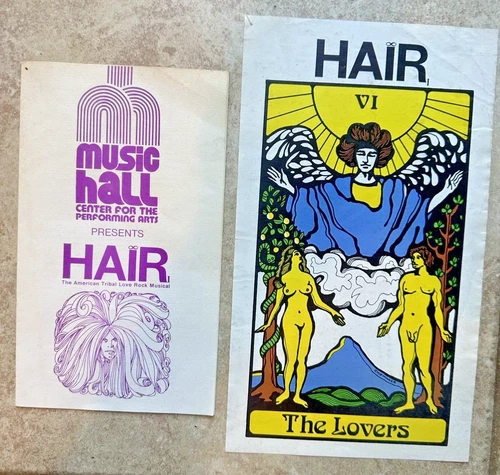 music
hall
CENTER FOR THE
PERFORMING ARTS
PRESENTS
HAIR
The American Tribal Love Rock Musical
HAIR
VI
The Lovers